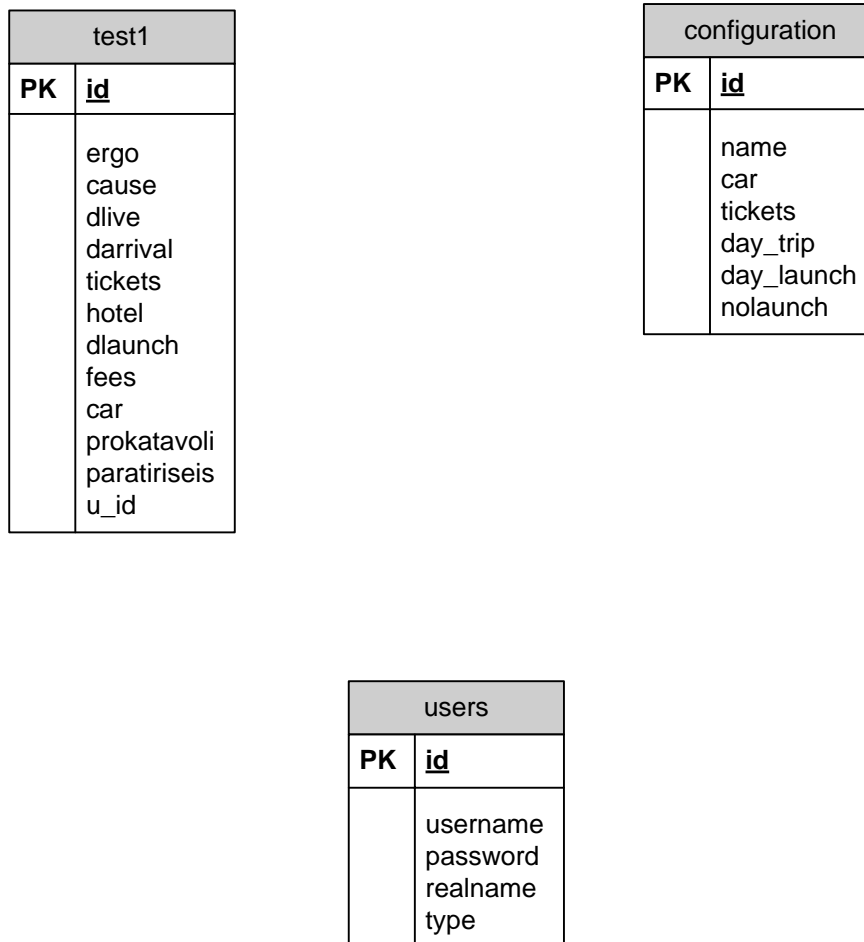 test1
PK id
ergo
cause
dlive
darrival
tickets
hotel
dlaunch
fees
car
prokatavoli
paratiriseis
u_id
configuration
PK id
name
car
tickets
day_trip
day_launch
nolaunch
users
PK id
username
password
realname
type